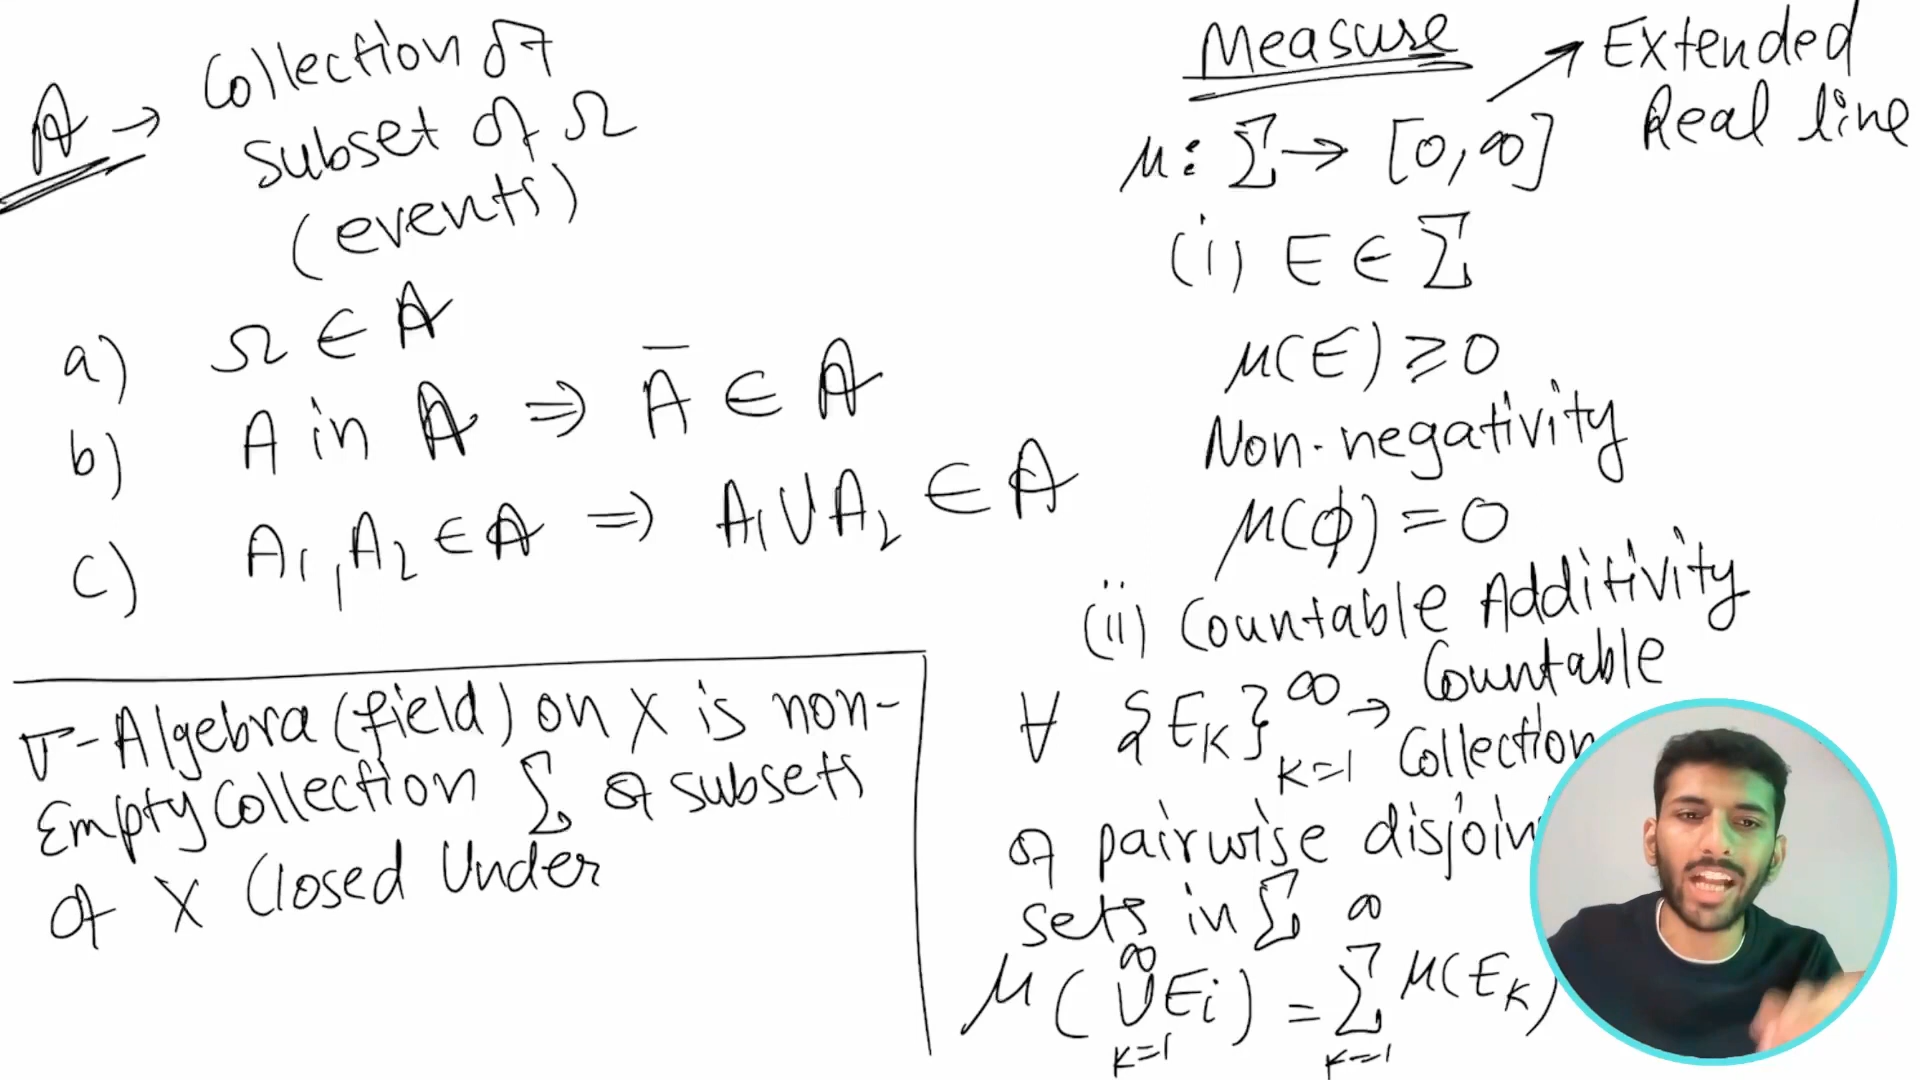 𝔸 → Collection of
subset of Ω
(events)
a) Ω ∈ 𝔸
b) A in 𝔸 ⇒ A̅ ∈ 𝔸
c) A₁, A₂ ∈ 𝔸 ⇒ A₁∪A₂ ∈ 𝔸
σ-Algebra (field) on X is non-
Empty Collection Σ of subsets
of X Closed Under
Measure
μ: Σ → [0,∞]
Extended
Real line
(i) E ∈ Σ
μ(E) ≥ 0
Non-negativity
μ(ϕ) = 0
(ii) Countable Additivity
∀ {E_K}_{K=1}^∞ → Countable
Collection
of pairwise disjoin
sets in Σ
μ(⋃_{K=1}^∞ E_i) = Σ_{K=1}^∞ μ(E_K)